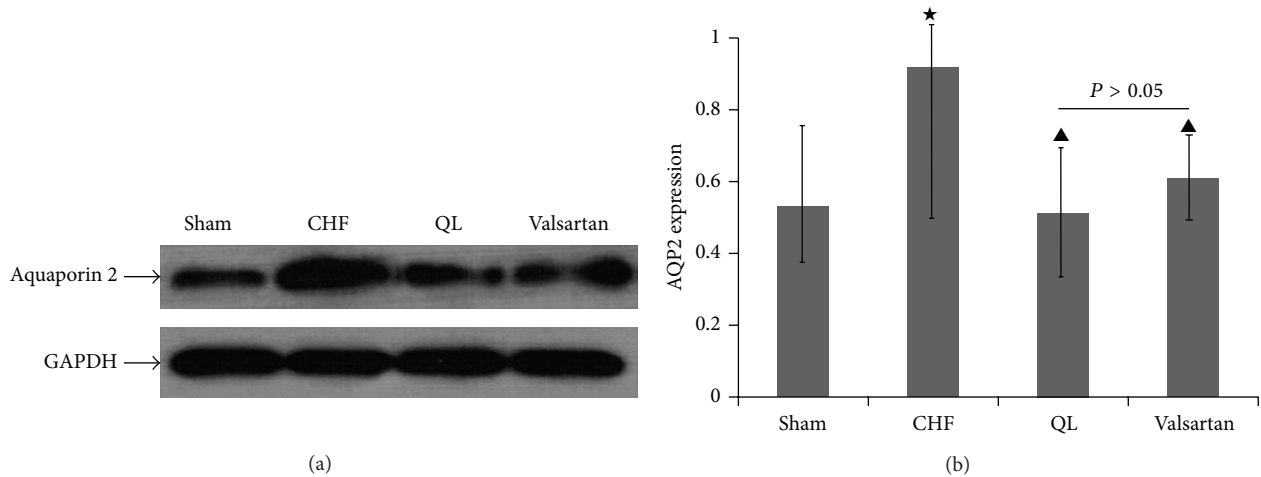 Sham CHF QL Valsartan
Aquaporin 2
GAPDH
(a)
★
1
P > 0.05
0.8
▲ ▲
0.6
0.4
0.2
0
AQP2 expression
Sham CHF QL Valsartan
(b)